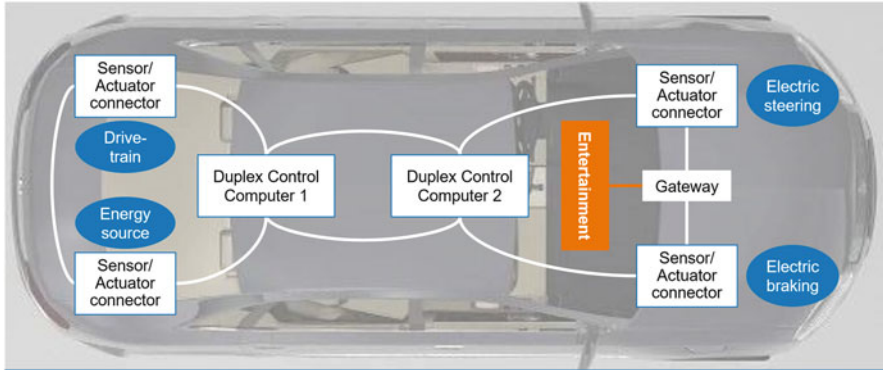 Sensor/
Actuator
connector
Drive-
train
Energy
source
Sensor/
Actuator
connector
Duplex Control
Computer 1
Duplex Control
Computer 2
Entertainment
Sensor/
Actuator
connector
Electric
steering
Gateway
Sensor/
Actuator
connector
Electric
braking